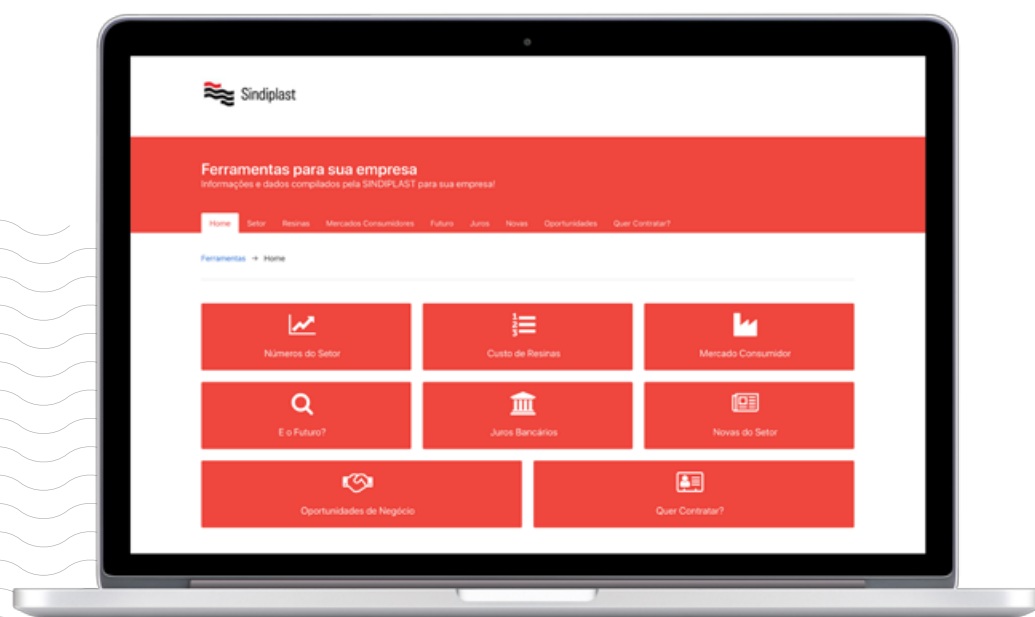 Sindiplast
Ferramentas para sua empresa
Informações e dados compilados pela SINDIPLAST para sua empresa!
Home Setor Resinas Mercados Consumidores Futuro Juros Novas Oportunidades Quer Contratar?
Ferramentas → Home
Números do Setor Custo de Resinas Mercado Consumidor
E o Futuro? Juros Bancários Novas do Setor
Oportunidades de Negócio Quer Contratar?